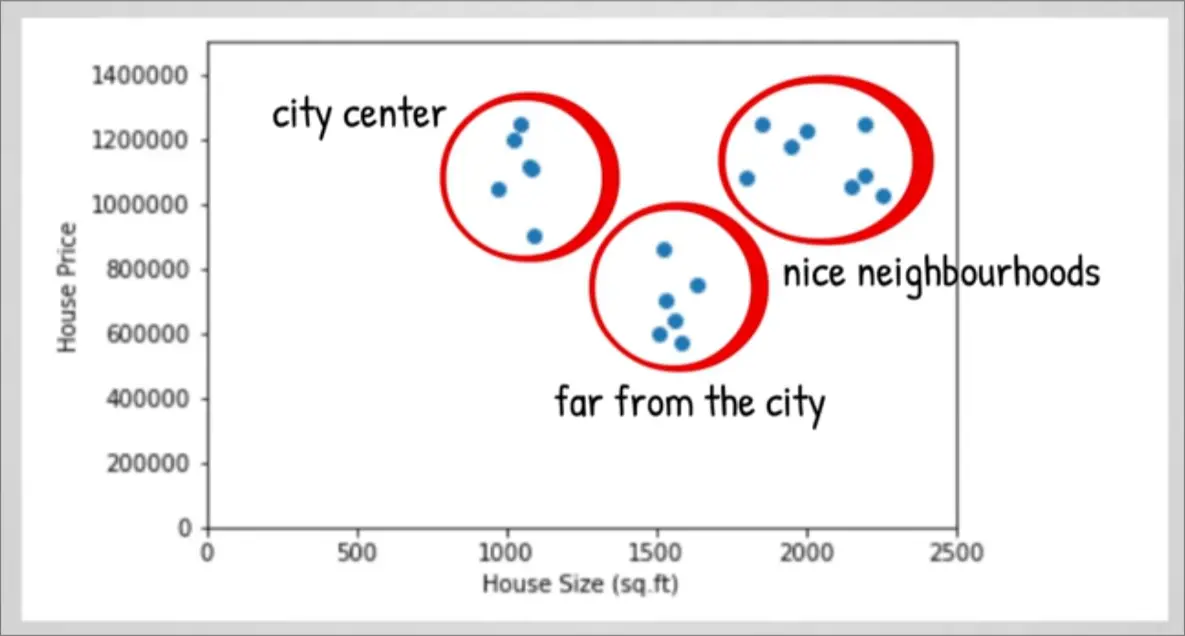 1400000
city center
1200000
1000000
House Price
800000
nice neighbourhoods
600000
far from the city
400000
200000
0
0 500 1000 1500 2000 2500
House Size (sq.ft)